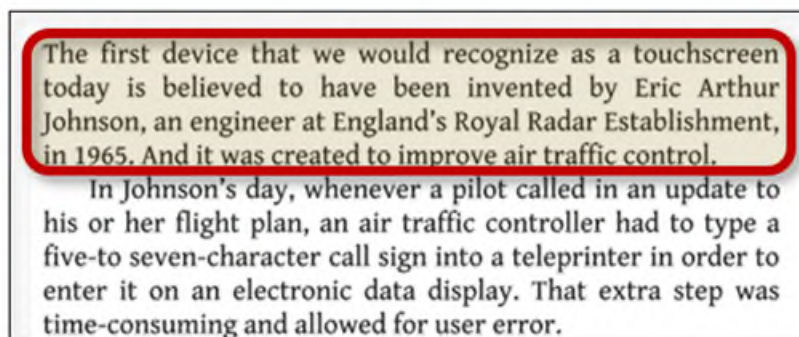 The first device that we would recognize as a touchscreen
today is believed to have been invented by Eric Arthur
Johnson, an engineer at England's Royal Radar Establishment,
in 1965. And it was created to improve air traffic control.
In Johnson's day, whenever a pilot called in an update to
his or her flight plan, an air traffic controller had to type a
five-to seven-character call sign into a teleprinter in order to
enter it on an electronic data display. That extra step was
time-consuming and allowed for user error.